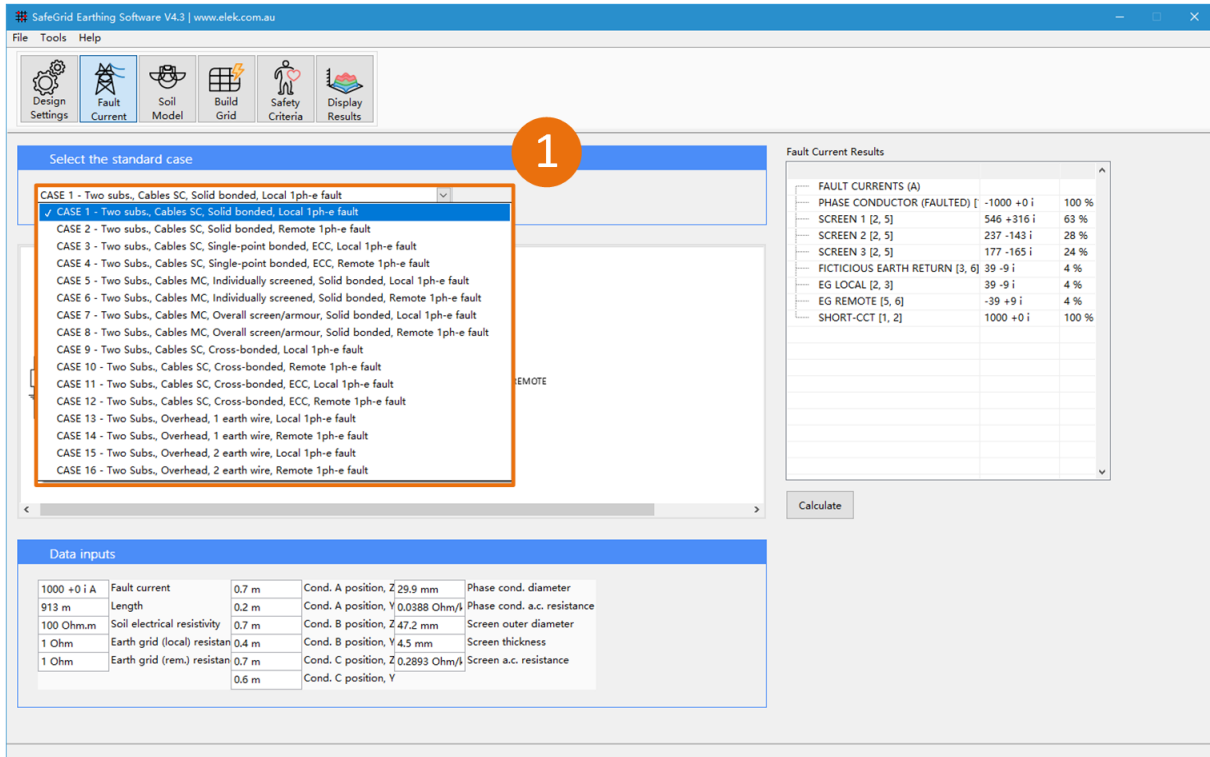 SafeGrid Earthing Software V4.3 | www.elek.com.au
File Tools Help
Design Settings
Fault Current
Soil Model
Build Grid
Safety Criteria
Display Results
Select the standard case
1
CASE 1 - Two subs., Cables SC, Solid bonded, Local 1ph-e fault
✓ CASE 1 - Two subs., Cables SC, Solid bonded, Local 1ph-e fault
CASE 2 - Two subs., Cables SC, Solid bonded, Remote 1ph-e fault
CASE 3 - Two subs., Cables SC, Single-point bonded, ECC, Local 1ph-e fault
CASE 4 - Two Subs., Cables SC, Single-point bonded, ECC, Remote 1ph-e fault
CASE 5 - Two Subs., Cables MC, Individually screened, Solid bonded, Local 1ph-e fault
CASE 6 - Two Subs., Cables MC, Individually screened, Solid bonded, Remote 1ph-e fault
CASE 7 - Two Subs., Cables MC, Overall screen/armour, Solid bonded, Local 1ph-e fault
CASE 8 - Two Subs., Cables MC, Overall screen/armour, Solid bonded, Remote 1ph-e fault
CASE 9 - Two Subs., Cables SC, Cross-bonded, Local 1ph-e fault
CASE 10 - Two Subs., Cables SC, Cross-bonded, Remote 1ph-e fault
CASE 11 - Two Subs., Cables SC, Cross-bonded, ECC, Local 1ph-e fault
CASE 12 - Two Subs., Cables SC, Cross-bonded, ECC, Remote 1ph-e fault
CASE 13 - Two Subs., Overhead, 1 earth wire, Local 1ph-e fault
CASE 14 - Two Subs., Overhead, 1 earth wire, Remote 1ph-e fault
CASE 15 - Two Subs., Overhead, 2 earth wire, Local 1ph-e fault
CASE 16 - Two Subs., Overhead, 2 earth wire, Remote 1ph-e fault
EMOTE
Fault Current Results
FAULT CURRENTS (A)
PHASE CONDUCTOR (FAULTED) [ -1000 +0 i 100 %
SCREEN 1 [2, 5] 546 +316 i 63 %
SCREEN 2 [2, 5] 237 -143 i 28 %
SCREEN 3 [2, 5] 177 -165 i 24 %
FICTICIOUS EARTH RETURN [3, 6] 39 -9 i 4 %
EG LOCAL [2, 3] 39 -9 i 4 %
EG REMOTE [5, 6] -39 +9 i 4 %
SHORT-CCT [1, 2] 1000 +0 i 100 %
Calculate
Data inputs
1000 +0 i A Fault current 0.7 m Cond. A position, Z 29.9 mm Phase cond. diameter
913 m Length 0.2 m Cond. A position, Y 0.0388 Ohm/k Phase cond. a.c. resistance
100 Ohm.m Soil electrical resistivity 0.7 m Cond. B position, Z 47.2 mm Screen outer diameter
1 Ohm Earth grid (local) resistan 0.4 m Cond. B position, Y 4.5 mm Screen thickness
1 Ohm Earth grid (rem.) resistan 0.7 m Cond. C position, Z 0.2893 Ohm/k Screen a.c. resistance
0.6 m Cond. C position, Y